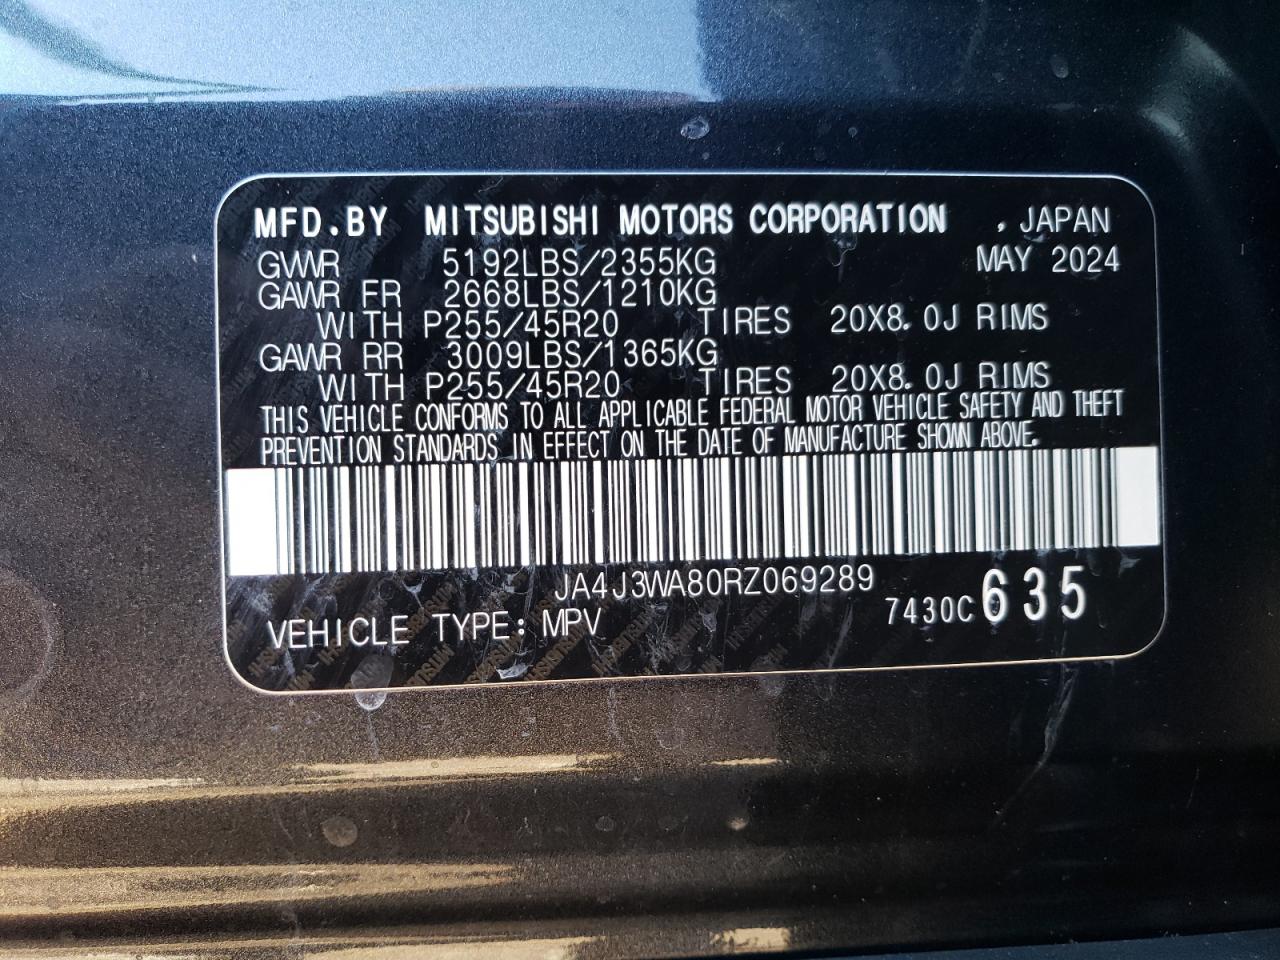 MFD.BY MITSUBISHI MOTORS CORPORATION , JAPAN
GVWR 5192LBS/2355KG MAY 2024
GAWR FR 2668LBS/1210KG
WITH P255/45R20 TIRES 20X8.0J RIMS
GAWR RR 3009LBS/1365KG
WITH P255/45R20 TIRES 20X8.0J RIMS
THIS VEHICLE CONFORMS TO ALL APPLICABLE FEDERAL MOTOR VEHICLE SAFETY AND THEFT
PREVENTION STANDARDS IN EFFECT ON THE DATE OF MANUFACTURE SHOWN ABOVE.
JA4J3WA80RZ069289
VEHICLE TYPE: MPV 7430C 635